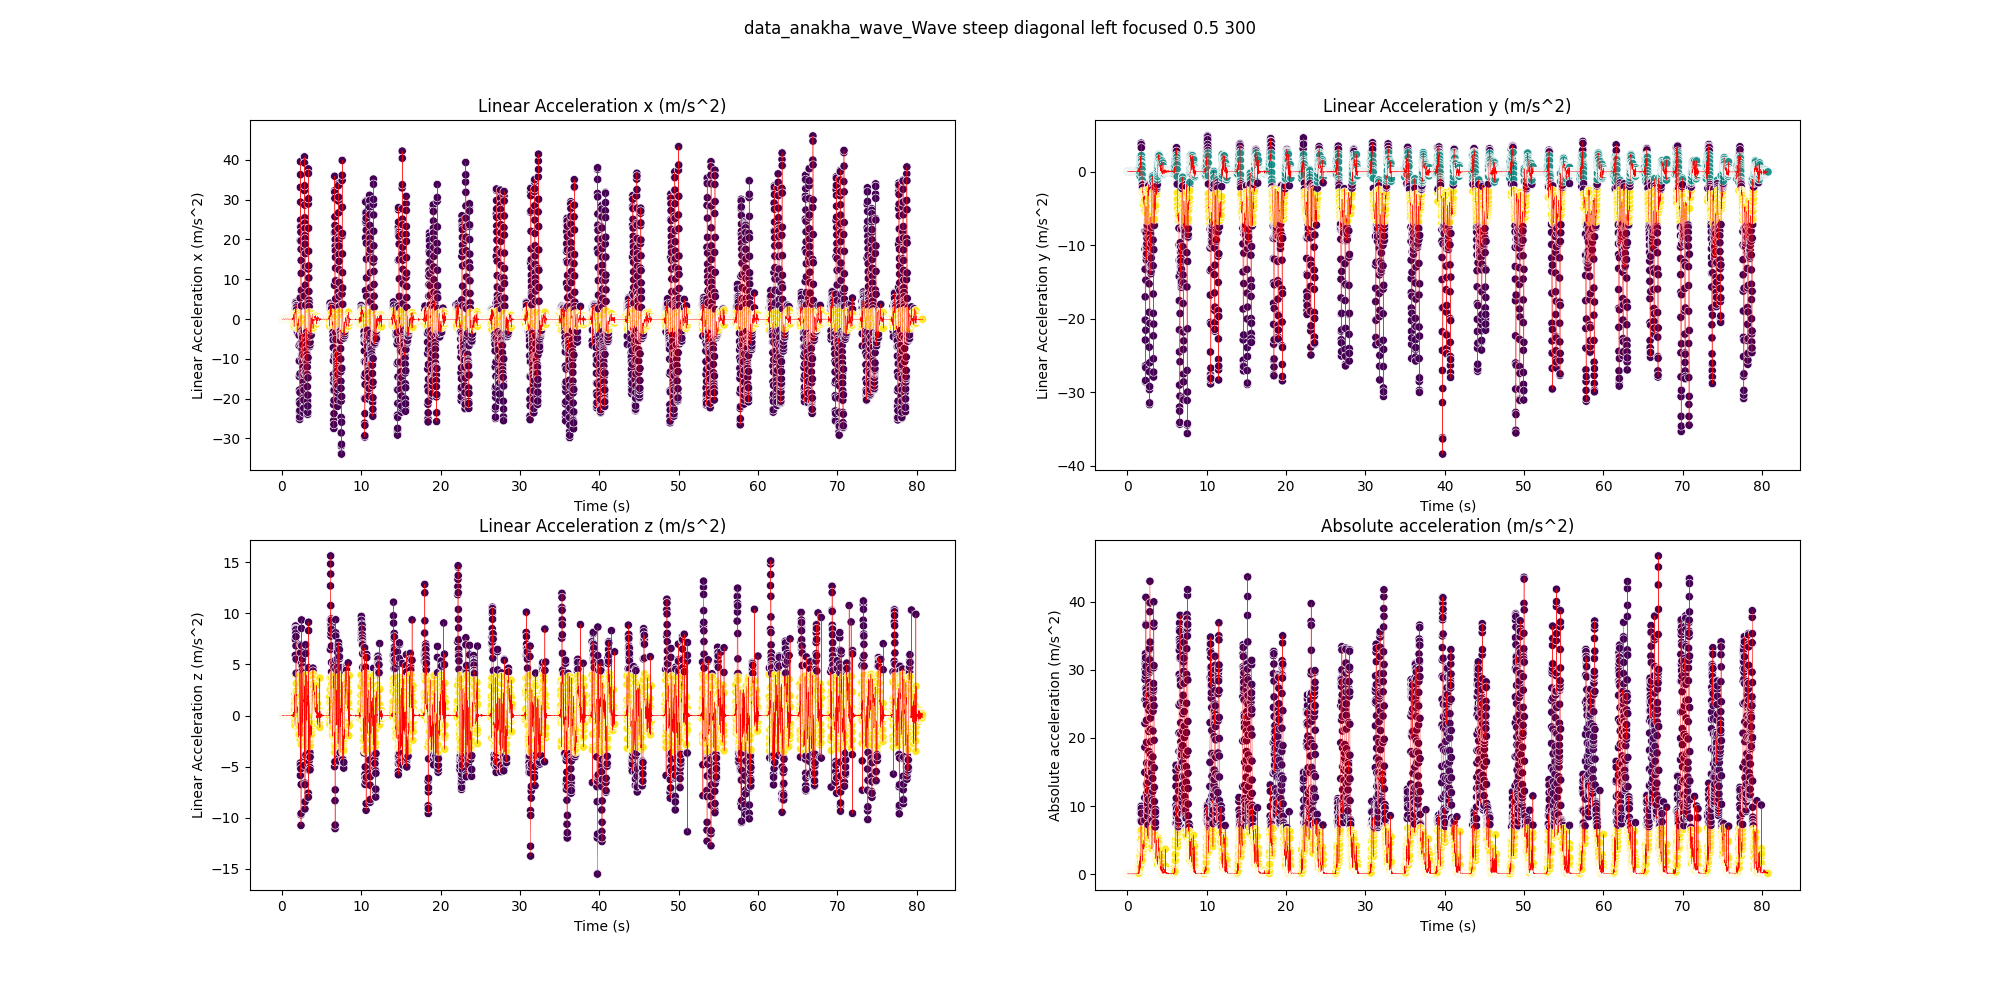 data_anakha_wave_Wave steep diagonal left focused 0.5 300
Linear Acceleration x (m/s^2)
Linear Acceleration x (m/s^2)
40
30
20
10
0
−10
−20
−30
0 10 20 30 40 50 60 70 80
Time (s)
Linear Acceleration y (m/s^2)
Linear Acceleration y (m/s^2)
0
−10
−20
−30
−40
0 10 20 30 40 50 60 70 80
Time (s)
Linear Acceleration z (m/s^2)
Linear Acceleration z (m/s^2)
15
10
5
0
−5
−10
−15
0 10 20 30 40 50 60 70 80
Time (s)
Absolute acceleration (m/s^2)
Absolute acceleration (m/s^2)
40
30
20
10
0
0 10 20 30 40 50 60 70 80
Time (s)